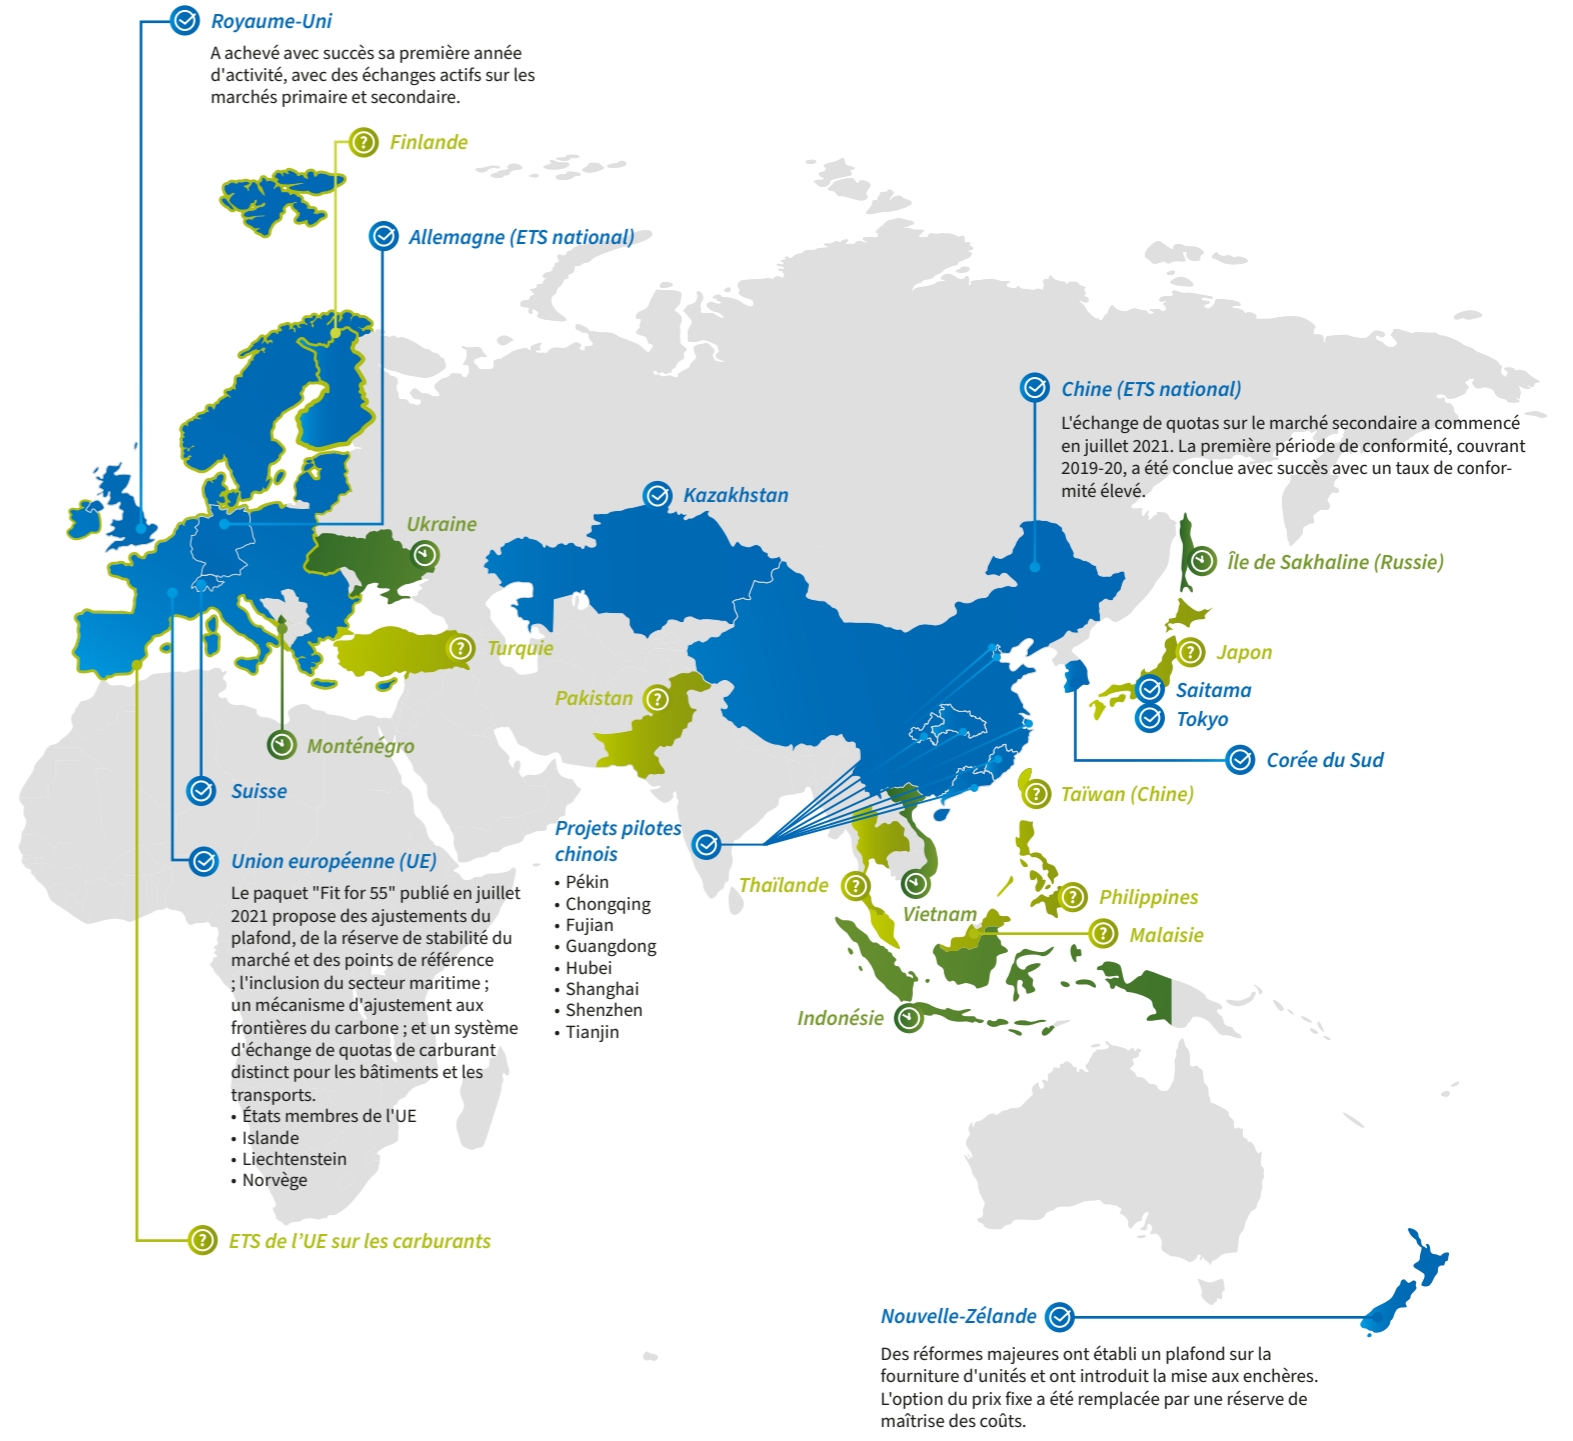 Royaume-Uni
A achevé avec succès sa première année
d'activité, avec des échanges actifs sur les
marchés primaire et secondaire.
Finlande
Allemagne (ETS national)
Chine (ETS national)
L'échange de quotas sur le marché secondaire a commencé
en juillet 2021. La première période de conformité, couvrant
2019-20, a été conclue avec succès avec un taux de confor-
mité élevé.
Kazakhstan
Ukraine
Île de Sakhaline (Russie)
Turquie
Japon
Pakistan
Saitama
Tokyo
Monténégro
Corée du Sud
Suisse
Taïwan (Chine)
Projets pilotes
chinois
• Pékin
• Chongqing
• Fujian
• Guangdong
• Hubei
• Shanghai
• Shenzhen
• Tianjin
Union européenne (UE)
Le paquet "Fit for 55" publié en juillet
2021 propose des ajustements du
plafond, de la réserve de stabilité du
marché et des points de référence
; l'inclusion du secteur maritime ;
un mécanisme d'ajustement aux
frontières du carbone ; et un système
d'échange de quotas de carburant
distinct pour les bâtiments et les
transports.
• États membres de l'UE
• Islande
• Liechtenstein
• Norvège
Thaïlande
Vietnam
Philippines
Malaisie
Indonésie
ETS de l’UE sur les carburants
Nouvelle-Zélande
Des réformes majeures ont établi un plafond sur la
fourniture d'unités et ont introduit la mise aux enchères.
L'option du prix fixe a été remplacée par une réserve de
maîtrise des coûts.